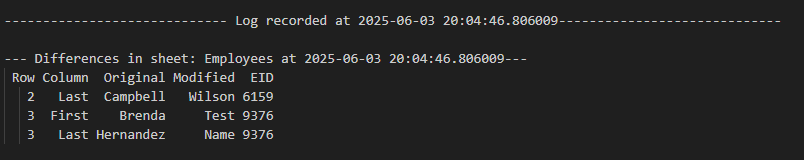 ----------------------------- Log recorded at 2025-06-03 20:04:46.806009-----------------------------
--- Differences in sheet: Employees at 2025-06-03 20:04:46.806009---
Row Column Original Modified EID
2 Last Campbell Wilson 6159
3 First Brenda Test 9376
3 Last Hernandez Name 9376